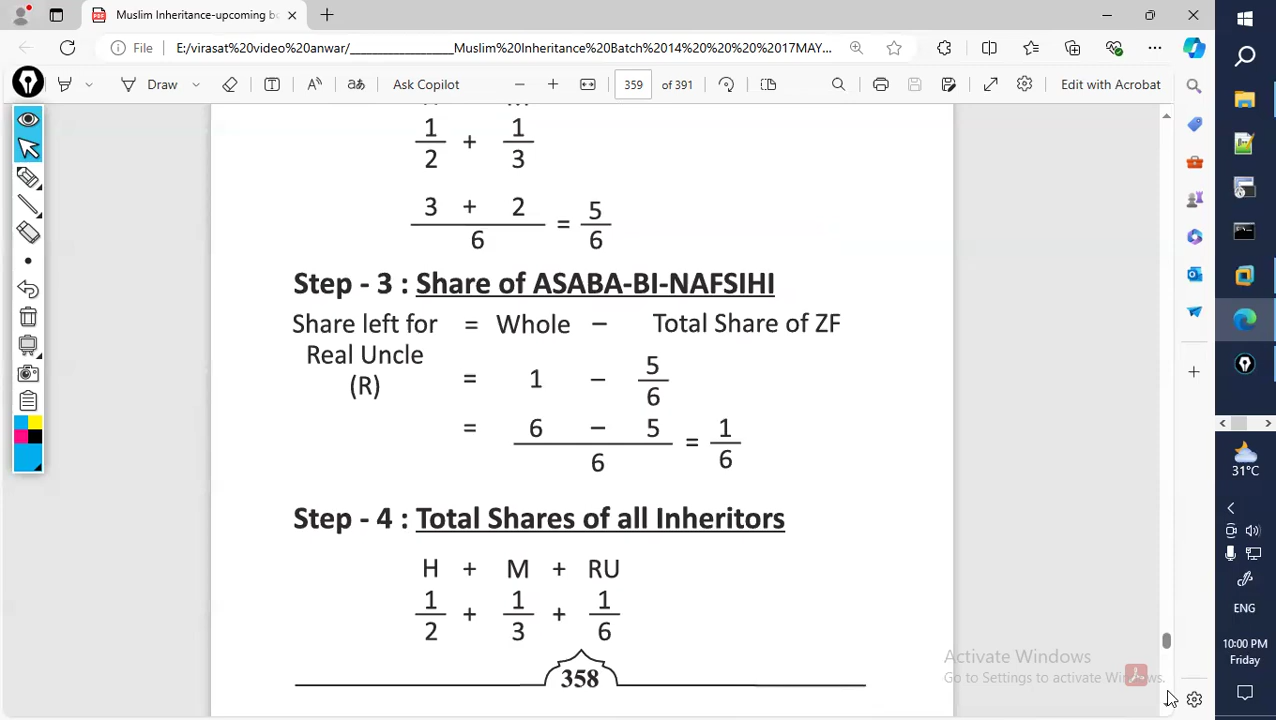 Muslim Inheritance-upcoming b
File E:/virasat%20video%20anwar/_________________Muslim%20Inheritance%20Batch%2014%20%20%20%2017MAY...
Draw
Ask Copilot
359 of 391
Edit with Acrobat
1 + 1
2 3
3 + 2 = 5
6 6
Step - 3 : Share of ASABA-BI-NAFSIHI
Share left for = Whole – Total Share of ZF
Real Uncle
(R) = 1 – 5
6
= 6 – 5 = 1
6 6
Step - 4 : Total Shares of all Inheritors
H + M + RU
1 + 1 + 1
2 3 6
358
Activate Windows
Go to Settings to activate Windows.
31°C
ENG
10:00 PM
Friday